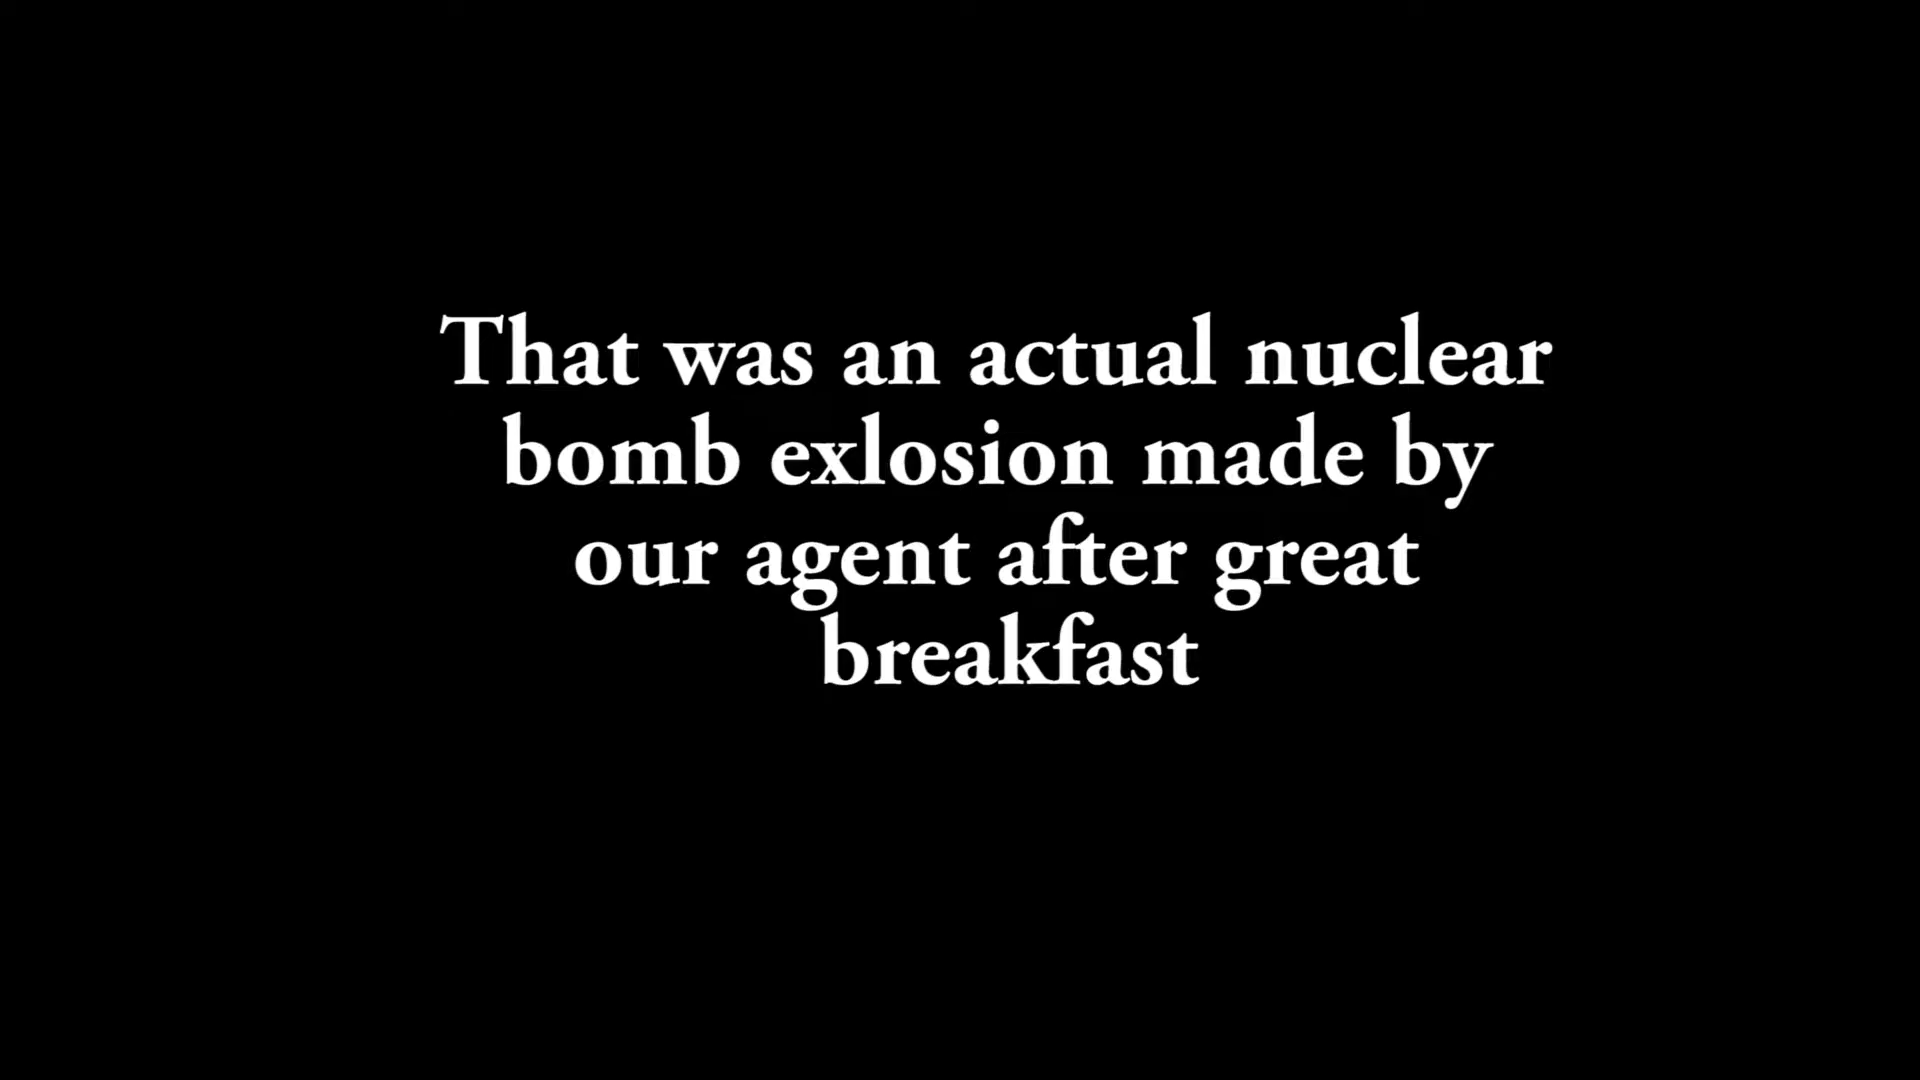 That was an actual nuclear
bomb exlosion made by
our agent after great
breakfast